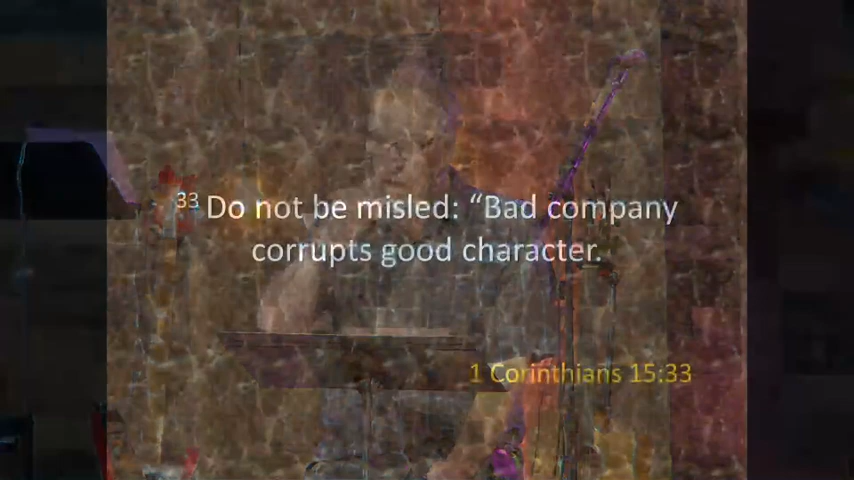 33 Do not be misled: “Bad company
corrupts good character.
1 Corinthians 15:33